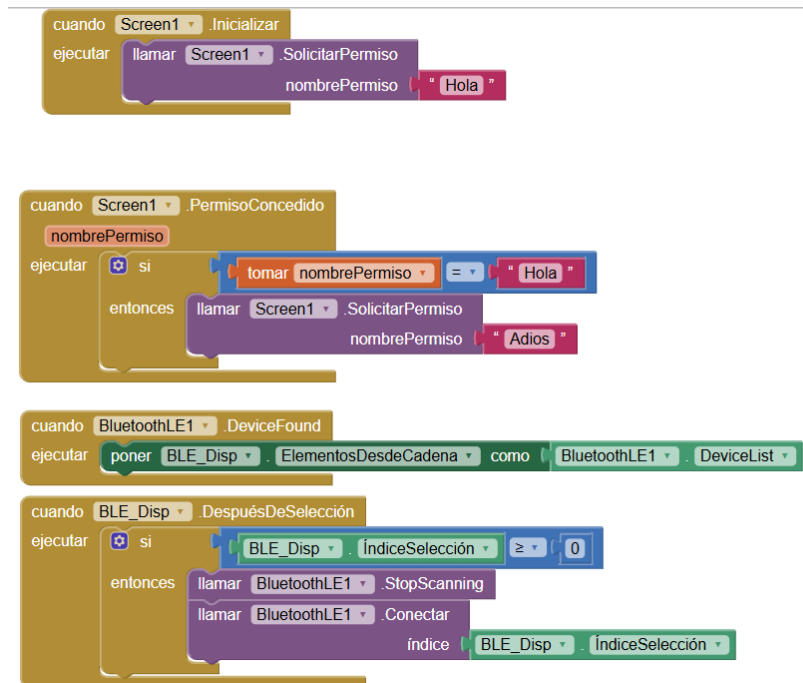 cuando Screen1 .Inicializar
ejecutar llamar Screen1 .SolicitarPermiso
nombrePermiso " Hola "
cuando Screen1 .PermisoConcedido
nombrePermiso
ejecutar si tomar nombrePermiso = " Hola "
entonces llamar Screen1 .SolicitarPermiso
nombrePermiso " Adios "
cuando BluetoothLE1 .DeviceFound
ejecutar poner BLE_Disp . ElementosDesdeCadena como BluetoothLE1 . DeviceList
cuando BLE_Disp .DespuésDeSelección
ejecutar si BLE_Disp . ÍndiceSelección ≥ 0
entonces llamar BluetoothLE1 .StopScanning
llamar BluetoothLE1 .Conectar
índice BLE_Disp . ÍndiceSelección